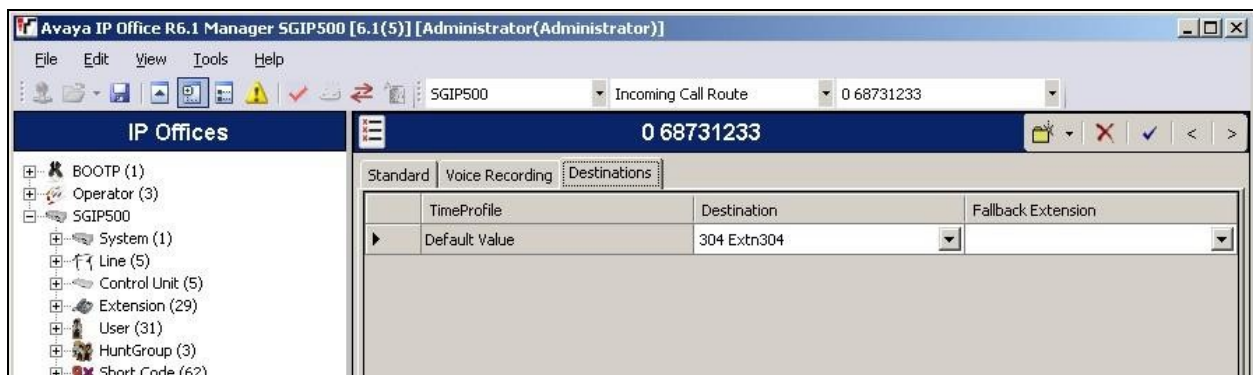 Avaya IP Office R6.1 Manager SGIP500 [6.1(5)] [Administrator(Administrator)]
File Edit View Tools Help
SGIP500 Incoming Call Route 0 68731233
IP Offices
BOOTP (1)
Operator (3)
SGIP500
System (1)
Line (5)
Control Unit (5)
Extension (29)
User (31)
HuntGroup (3)
Short Code (62)
0 68731233
Standard Voice Recording Destinations
TimeProfile Destination Fallback Extension
Default Value 304 Extn304